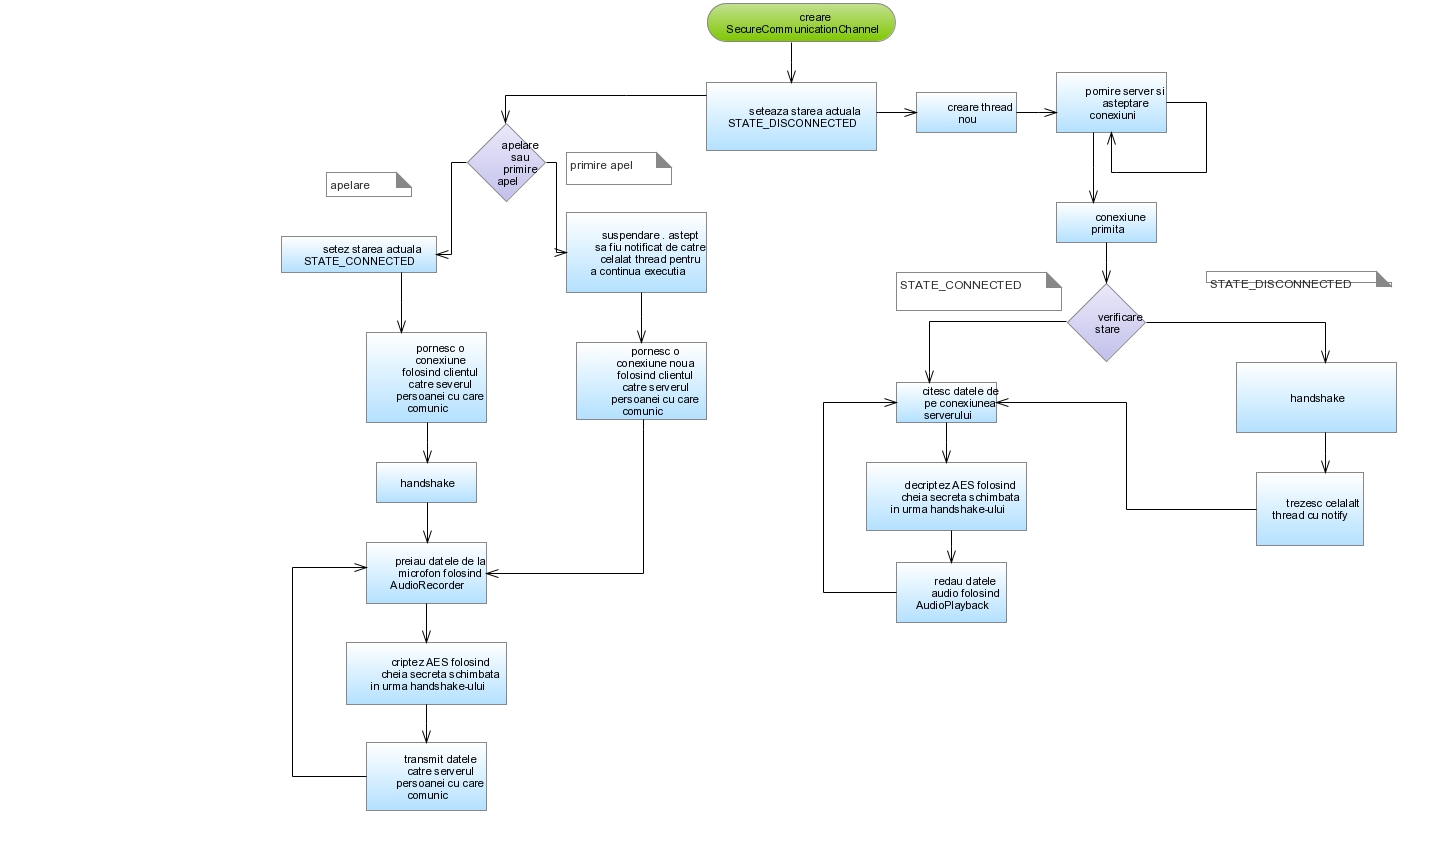 creare
SecureCommunicationChannel
seteaza starea actuala
STATE_DISCONNECTED
creare thread
nou
pornire server si
asteptare
conexiuni
apelare
sau
primire
apel
apelare
primire apel
setez starea actuala
STATE_CONNECTED
suspendare . astept
sa fiu notificat de catre
celalat thread pentru
a continua executia
conexiune
primita
STATE_CONNECTED
STATE_DISCONNECTED
verificare
stare
pornesc o
conexiune
folosind clientul
catre severul
persoanei cu care
comunic
pornesc o
conexiune noua
folosind clientul
catre serverul
persoanei cu care
comunic
citesc datele de
pe conexiunea
serverului
handshake
handshake
decriptez AES folosind
cheia secreta schimbata
in urma handshake-ului
trezesc celalalt
thread cu notify
preiau datele de la
microfon folosind
AudioRecorder
redau datele
audio folosind
AudioPlayback
criptez AES folosind
cheia secreta schimbata
in urma handshake-ului
transmit datele
catre serverul
persoanei cu care
comunic